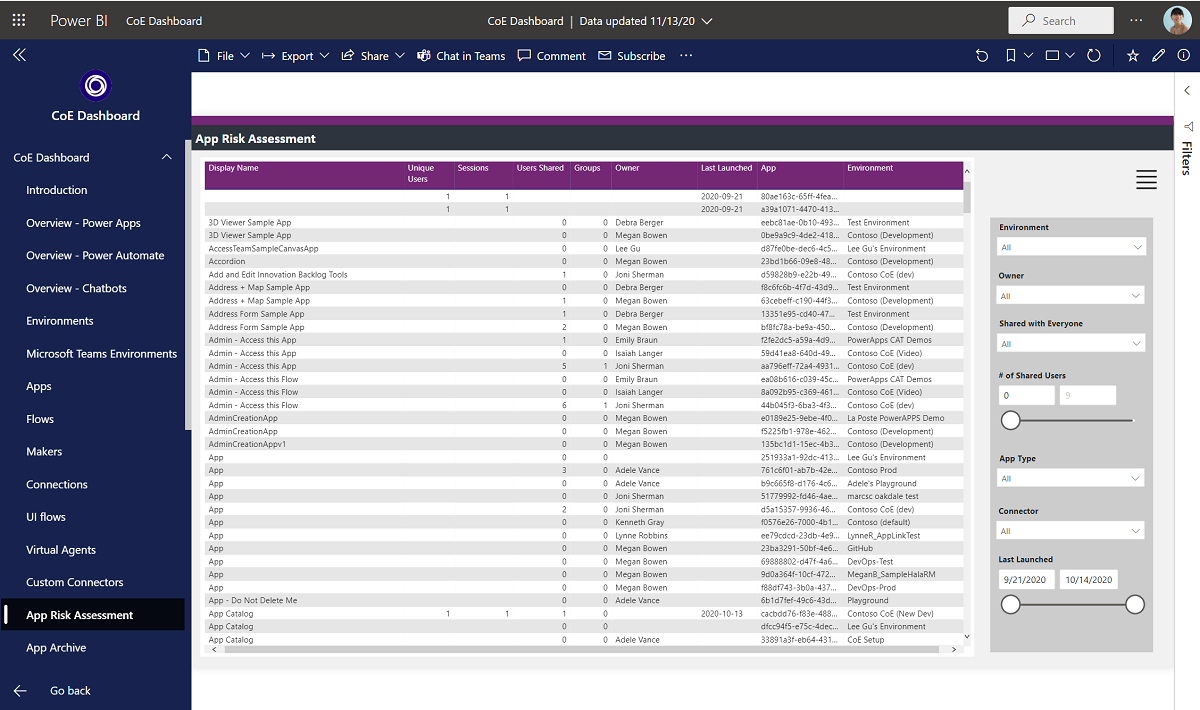 Power BI CoE Dashboard CoE Dashboard | Data updated 11/13/20 Search
File Export Share Chat in Teams Comment Subscribe ...
CoE Dashboard
CoE Dashboard
Introduction
Overview - Power Apps
Overview - Power Automate
Overview - Chatbots
Environments
Microsoft Teams Environments
Apps
Flows
Makers
Connections
UI flows
Virtual Agents
Custom Connectors
App Risk Assessment
App Archive
Go back
App Risk Assessment
Display Name Unique Users Sessions Users Shared Groups Owner Last Launched App Environment
1 1 2020-09-21 80ae163c-65ff-4fea...
1 1 2020-09-21 a39a1071-4470-413...
3D Viewer Sample App 0 0 Debra Berger eebc81ae-0b10-493... Test Environment
3D Viewer Sample App 0 0 Megan Bowen 0be9a9c9-4de2-418... Contoso (Development)
AccessTeamSampleCanvasApp 0 0 Lee Gu d87fe0be-dec6-4c5... Lee Gu's Environment
Accordion 0 0 Megan Bowen 23bd1b66-09e8-48... Contoso (Development)
Add and Edit Innovation Backlog Tools 1 0 Joni Sherman d59828b9-e22b-49... Contoso CoE (dev)
Address + Map Sample App 0 0 Debra Berger f8c6fc6b-4f7d-43d9... Test Environment
Address + Map Sample App 1 0 Megan Bowen 63cebeff-c190-44f3... Contoso (Development)
Address Form Sample App 1 0 Debra Berger 13351e95-cd40-47... Test Environment
Address Form Sample App 2 0 Megan Bowen bf8fc78a-be9a-450... Contoso (Development)
Admin - Access this App 1 0 Emily Braun f2fe2dc5-a59a-4d9... PowerApps CAT Demos
Admin - Access this App 0 0 Isaiah Langer 59d41ea8-640d-49... Contoso CoE (Video)
Admin - Access this App 5 1 Joni Sherman aa796eff-72a4-4931... Contoso CoE (dev)
Admin - Access this Flow 0 0 Emily Braun ea08b616-c039-45c... PowerApps CAT Demos
Admin - Access this Flow 0 0 Isaiah Langer 8a092b95-c369-461... Contoso CoE (Video)
Admin - Access this Flow 6 1 Joni Sherman 44b045f3-6ba3-4f3... Contoso CoE (dev)
AdminCreationApp 0 0 Megan Bowen e0189e25-9ebe-4f0... La Poste PowerAPPS Demo
AdminCreationApp 0 0 Megan Bowen f5225fb1-978e-462... Contoso (Development)
AdminCreationAppv1 0 0 Megan Bowen 135bc1d1-15ec-4b3... Contoso (Development)
App 0 0 251933a1-92dc-413... Lee Gu's Environment
App 3 0 Adele Vance 761c6f01-ab7b-42e... Contoso Prod
App 0 0 Adele Vance b9c665f8-d176-4c6... Adele's Playground
App 0 0 Joni Sherman 51779992-fd46-4ae... marcsc oakdale test
App 2 0 Joni Sherman d5a15357-9936-46... Contoso CoE (dev)
App 0 0 Kenneth Gray f0576e26-7000-4b1... Contoso (default)
App 0 0 Lynne Robbins ee79cdcd-23db-4e9... LynneR_AppLinkTest
App 0 0 Megan Bowen 23ba3291-50bf-4e6... GitHub
App 0 0 Megan Bowen 69888802-d47f-4a6... DevOps-Test
App 0 0 Megan Bowen 9d0a364f-10cf-472... MeganB_SampleHalaRM
App 0 0 Megan Bowen f88df743-3b0a-437... DevOps-Prod
App - Do Not Delete Me 0 0 Adele Vance 6b1d7fef-49c6-43d... Playground
App Catalog 1 1 1 0 2020-10-13 cacbdd76-f83e-488... Contoso CoE (New Dev)
App Catalog 0 0 dfcc94f5-e75c-4dec... Lee Gu's Environment
App Catalog 0 0 Adele Vance 33891a3f-eb64-431... CoE Setup
Environment
All
Owner
All
Shared with Everyone
All
# of Shared Users
0 9
App Type
All
Connector
All
Last Launched
9/21/2020 10/14/2020
Filters